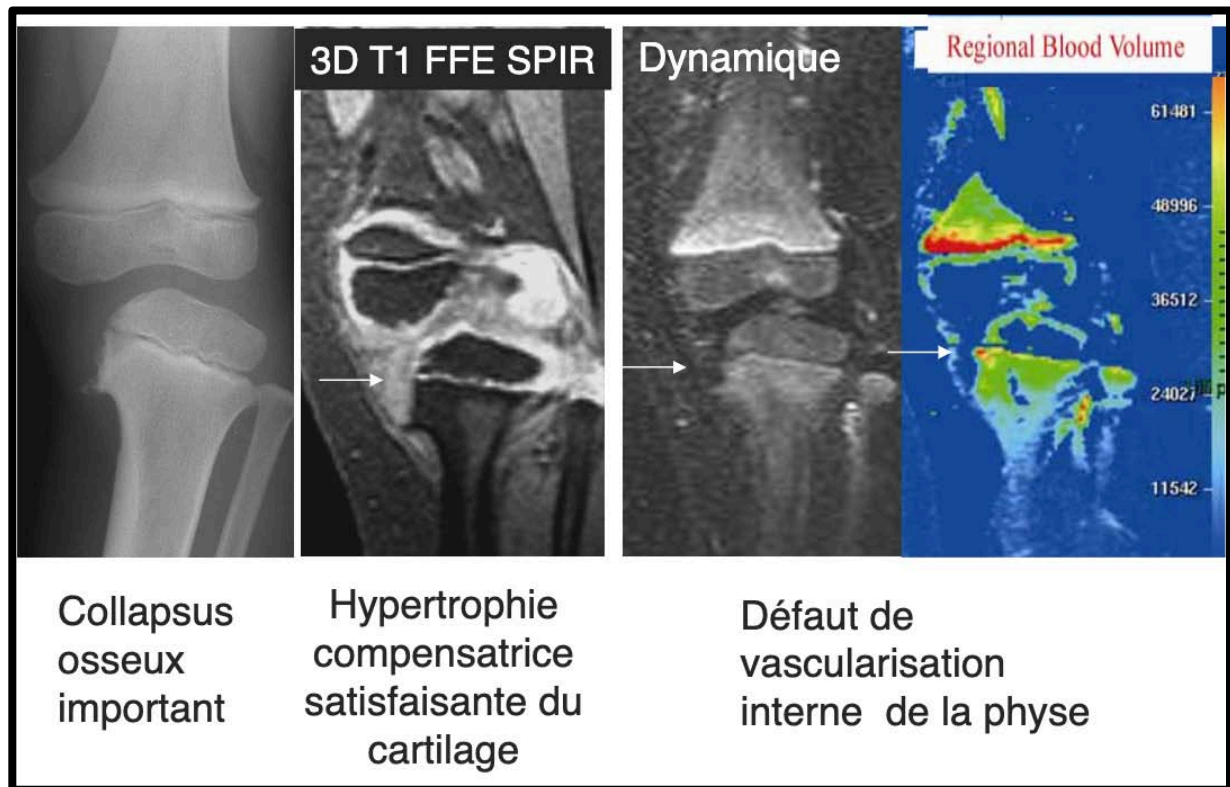 3D T1 FFE SPIR
Dynamique
Regional Blood Volume
61481
48996
36512
24027
11542
Collapsus
osseux
important
Hypertrophie
compensatrice
satisfaisante du
cartilage
Défaut de
vascularisation
interne de la physe